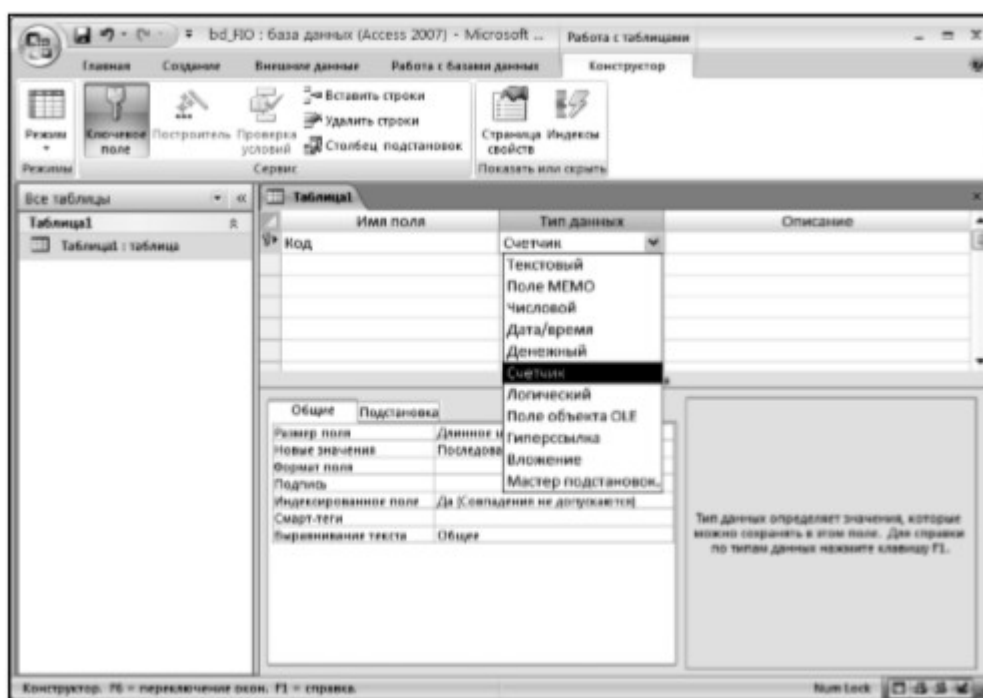 bd_FIO : база данных (Access 2007) - Microsoft ...
Работа с таблицами
Главная Создание Внешние данные Работа с базами данных Конструктор
Режим
Ключевое поле
Построитель
Проверка условий
Вставить строки
Удалить строки
Столбец подстановок
Страница свойств
Индексы
Режимы Сервис Показать или скрыть
Все таблицы
Таблица1
Таблица1 : таблица
Таблица1
Имя поля Тип данных Описание
Код Счетчик
Текстовый
Поле МЕМО
Числовой
Дата/время
Денежный
Счетчик
Логический
Поле объекта OLE
Гиперссылка
Вложение
Мастер подстановок.
Общие Подстановка
Размер поля Длинное ц
Новые значения Последова
Формат поля
Подпись
Индексированное поле Да (Совпадения не допускаются)
Смарт-теги
Выравнивание текста Общее
Тип данных определяет значения, которые
можно сохранять в этом поле. Для справки
по типам данных нажмите клавишу F1.
Конструктор. F6 = переключение окон. F1 = справка. Num Lock